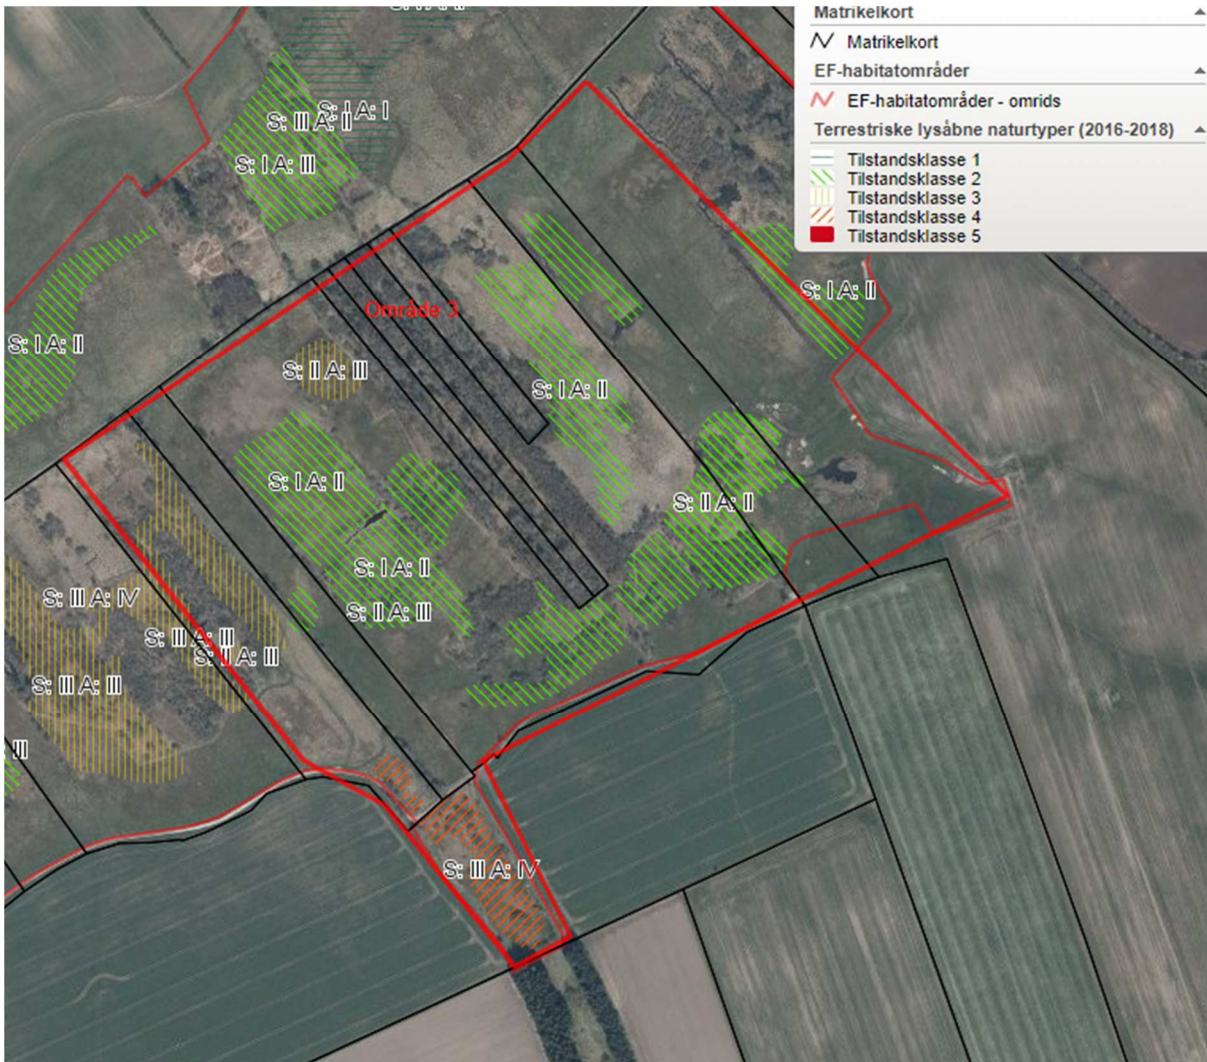 Matrikelkort
Matrikelkort
EF-habitatområder
EF-habitatområder - omrids
Terrestriske lysåbne naturtyper (2016-2018)
Tilstandsklasse 1
Tilstandsklasse 2
Tilstandsklasse 3
Tilstandsklasse 4
Tilstandsklasse 5
S: I A: I
S: III A: II
S: I A: III
S: I A: II
Område 3
S: I A: II
S: II A: III
S: I A: II
S: I A: II
S: II A: II
S: I A: II
S: III A: IV
S: II A: III
S: III A: III
S: II A: III
S: III A: III
III
S: III A: IV